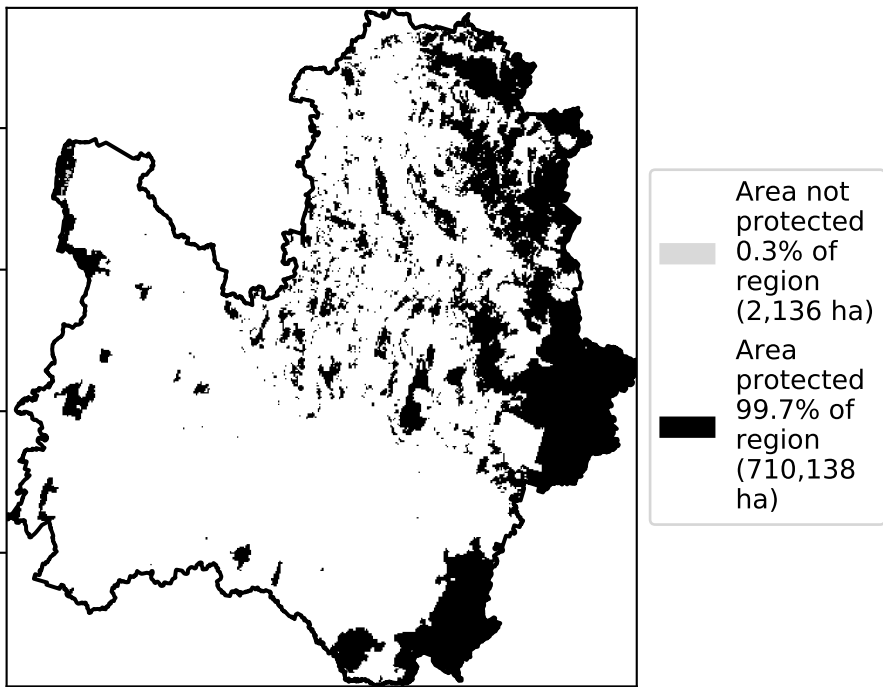 Area not
protected
0.3% of
region
(2,136 ha)
Area
protected
99.7% of
region
(710,138
ha)